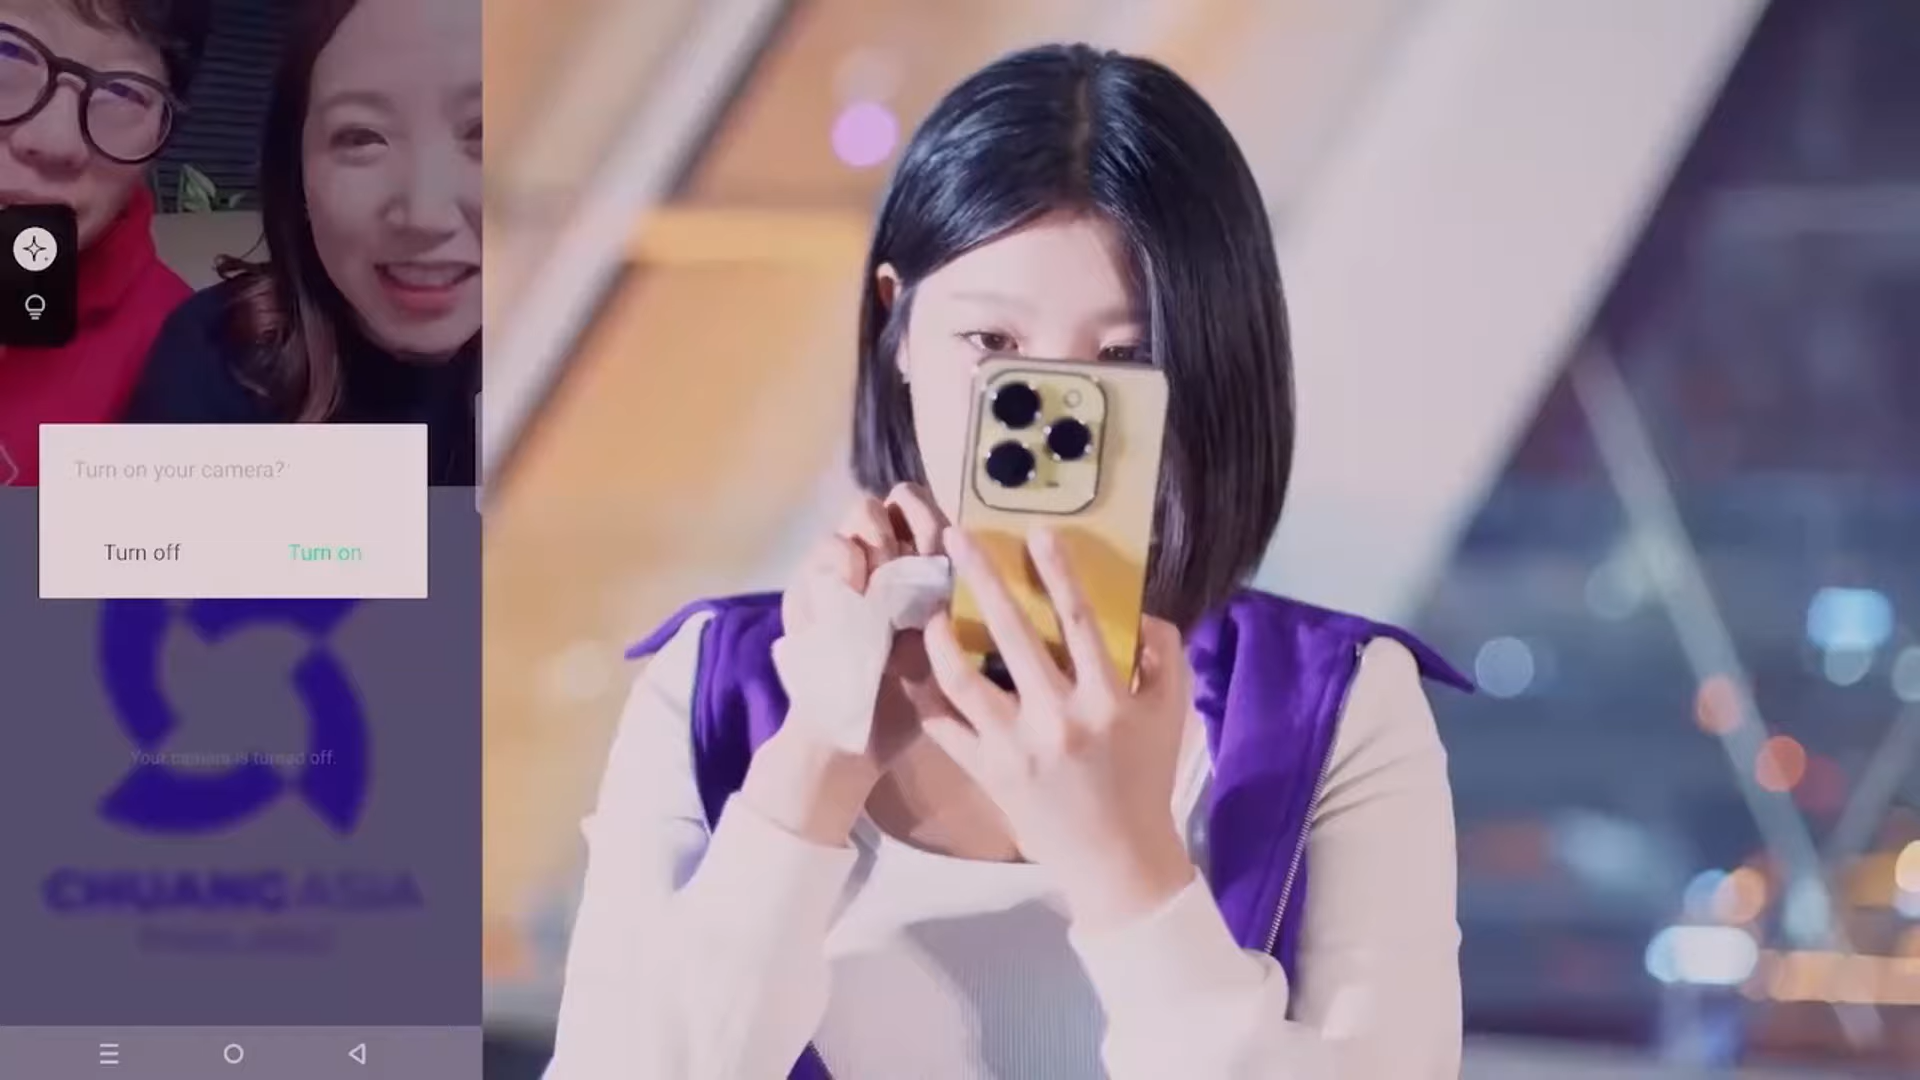 Turn on your camera?
Turn off
Turn on
Your camera is turned off.
CHUANG ASIA